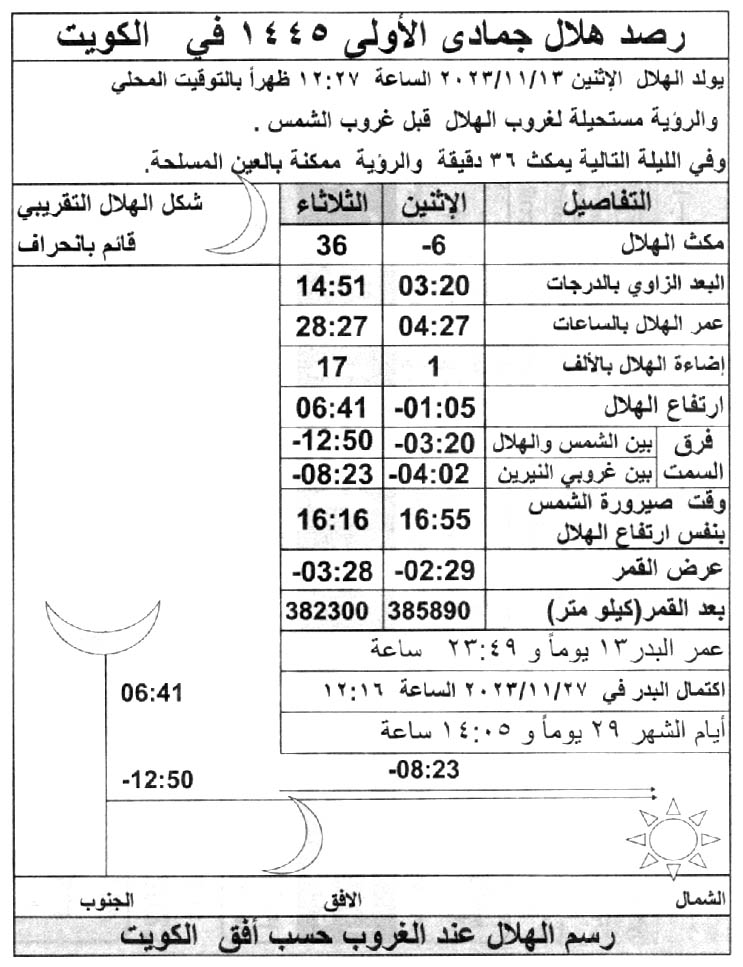 رصد هلال جمادى الأولى ١٤٤٥ في الكويت
يولد الهلال الإثنين ٢٠٢٣/١١/١٣ الساعة ١٢:٢٧ ظهراً بالتوقيت المحلي
والرؤية مستحيلة لغروب الهلال قبل غروب الشمس .
وفي الليلة التالية يمكث ٣٦ دقيقة والرؤية ممكنة بالعين المسلحة.
التفاصيل الإثنين الثلاثاء شكل الهلال التقريبي
قائم بانحراف
مكث الهلال -6 36
البعد الزاوي بالدرجات 03:20 14:51
عمر الهلال بالساعات 04:27 28:27
إضاءة الهلال بالألف 1 17
ارتفاع الهلال -01:05 06:41
فرق السمت
بين الشمس والهلال -03:20 -12:50
بين غروبي النيرين -04:02 -08:23
وقت صيرورة الشمس
بنفس ارتفاع الهلال 16:55 16:16
عرض القمر -02:29 -03:28
بعد القمر(كيلو متر) 385890 382300
عمر البدر١٣ يوماً و ٢٣:٤٩ ساعة
اكتمال البدر في ٢٠٢٣/١١/٢٧ الساعة ١٢:١٦
أيام الشهر ٢٩ يوماً و ١٤:٠٥ ساعة
06:41
-08:23
-12:50
الشمال الافق الجنوب
رسم الهلال عند الغروب حسب أفق الكويت